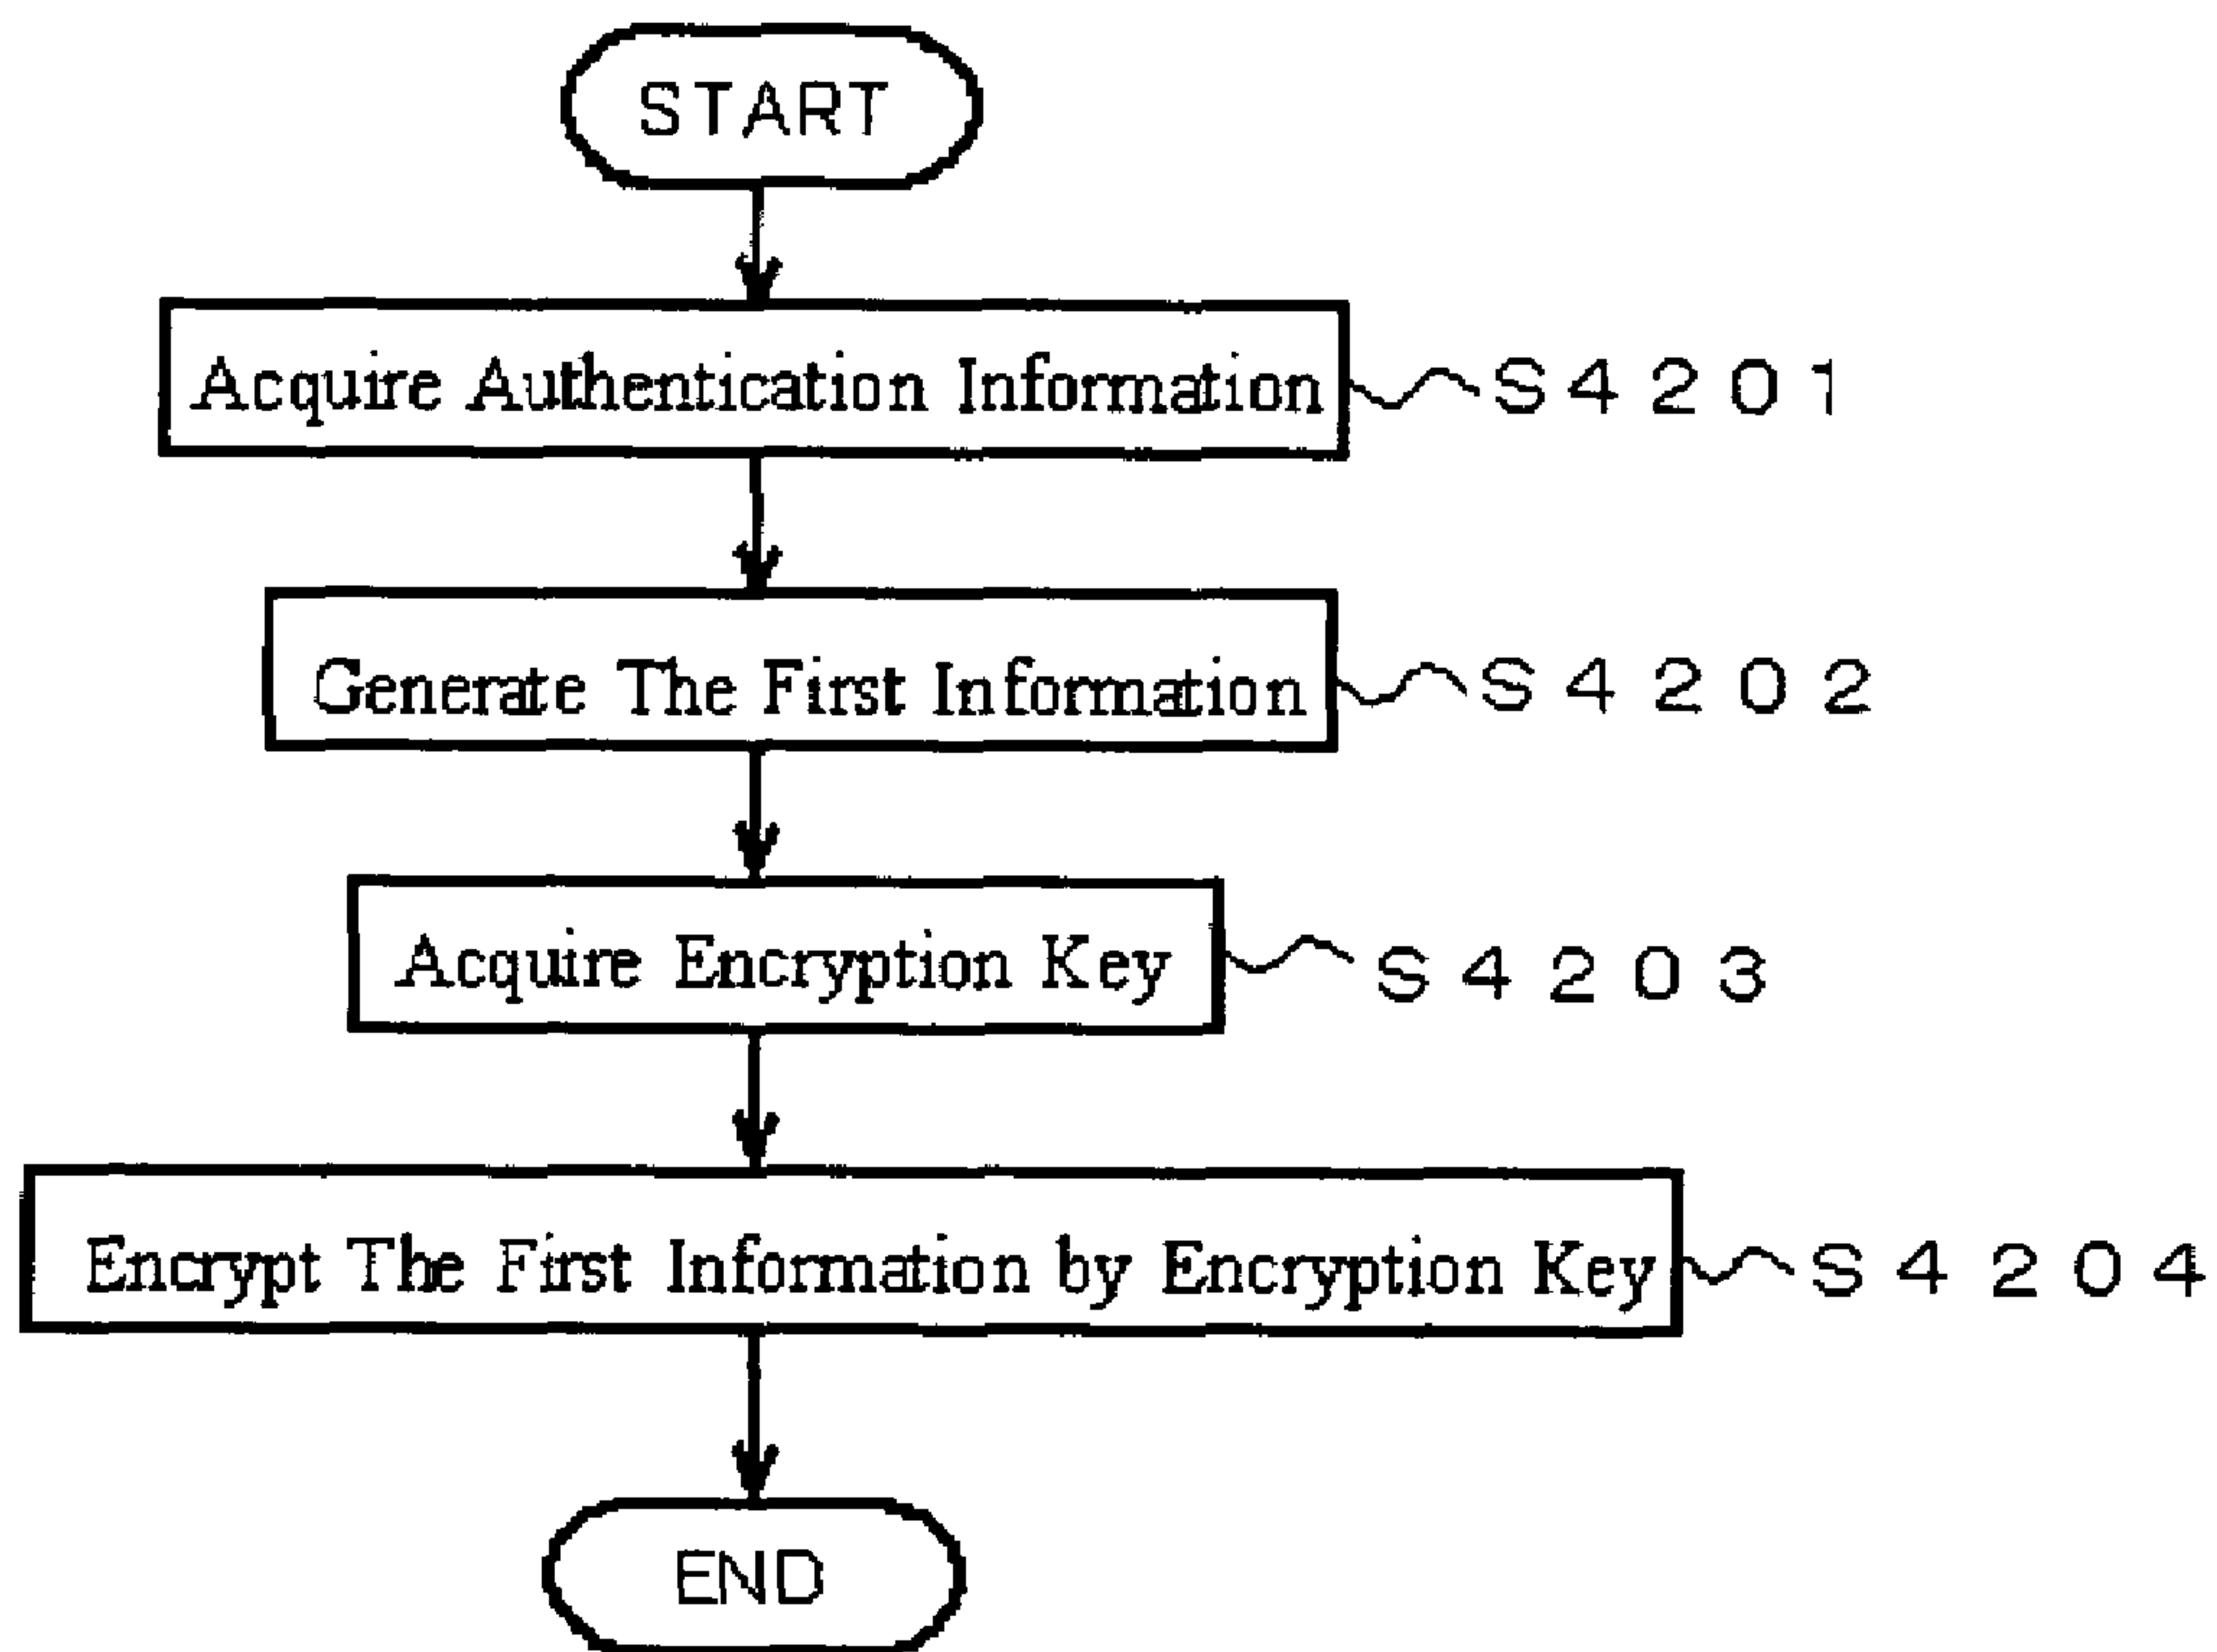 START
Acquire Authentication Information S4201
Generate The First Information S4202
Acquire Encryption Key S4203
Encrypt The First Information by Encryption Key S4204
END